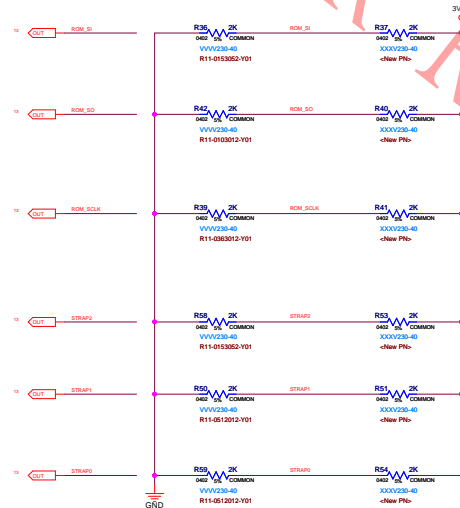 3V
R36 2K ROM_SI R37 2K
12 OUT ROM_SI
0402 5% COMMON 0402 5% COMMON
VVVV230-40 XXXV230-40
R11-0153052-Y01 <New PN>
R42 2K ROM_SO R40 2K
12 OUT ROM_SO
0402 5% COMMON 0402 5% COMMON
VVVV230-40 XXXV230-40
R11-0103012-Y01 <New PN>
R39 2K ROM_SCLK R41 2K
12 OUT ROM_SCLK
0402 5% COMMON 0402 5% COMMON
VVVV230-40 XXXV230-40
R11-0363012-Y01 <New PN>
R58 2K STRAP2 R53 2K
12 OUT STRAP2
0402 5% COMMON 0402 5% COMMON
VVVV230-40 XXXV230-40
R11-0153052-Y01 <New PN>
R50 2K STRAP1 R51 2K
12 OUT STRAP1
0402 5% COMMON 0402 5% COMMON
VVVV230-40 XXXV230-40
R11-0512012-Y01 <New PN>
R59 2K STRAP0 R54 2K
12 OUT STRAP0
0402 5% COMMON 0402 5% COMMON
VVVV230-40 XXXV230-40
R11-0512012-Y01 <New PN>
GND